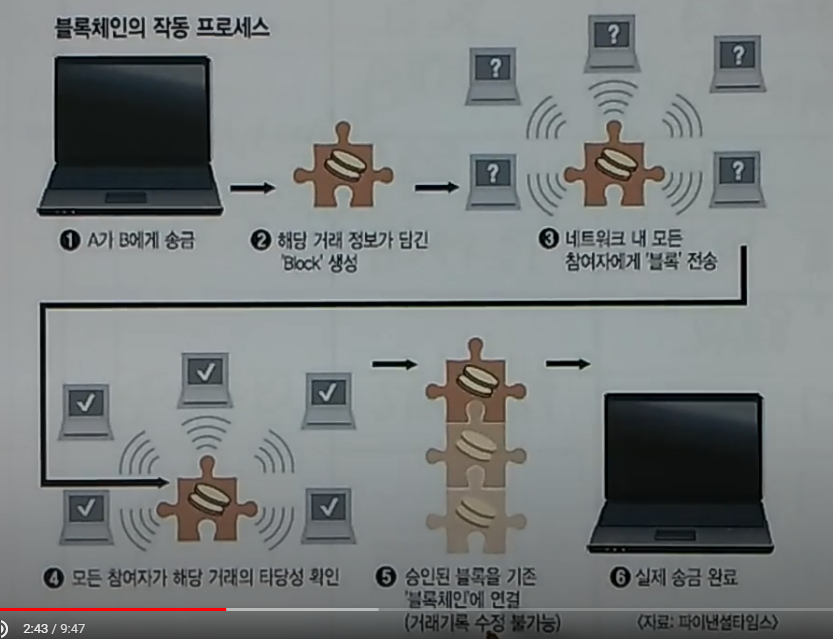 블록체인의 작동 프로세스
? ? ? ? ?
❶ A가 B에게 송금
❷ 해당 거래 정보가 담긴
'Block' 생성
❸ 네트워크 내 모든
참여자에게 '블록' 전송
❹ 모든 참여자가 해당 거래의 타당성 확인
❺ 승인된 블록을 기존
'블록체인'에 연결
(거래기록 수정 불가능)
❻ 실제 송금 완료
<자료: 파이낸셜타임스>
2:43 / 9:47